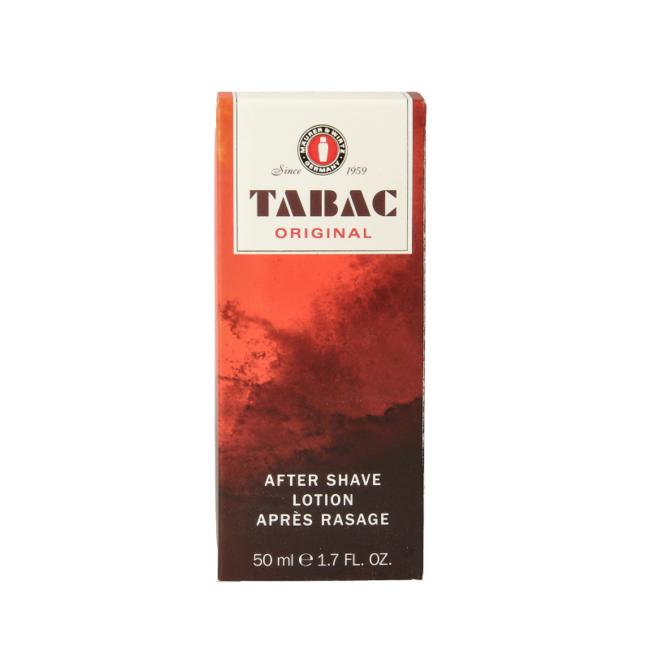 MÄURER & WIRTZ
GERMANY
Since 1959
TABAC
ORIGINAL
AFTER SHAVE
LOTION
APRÈS RASAGE
50 ml ℮ 1.7 FL. OZ.